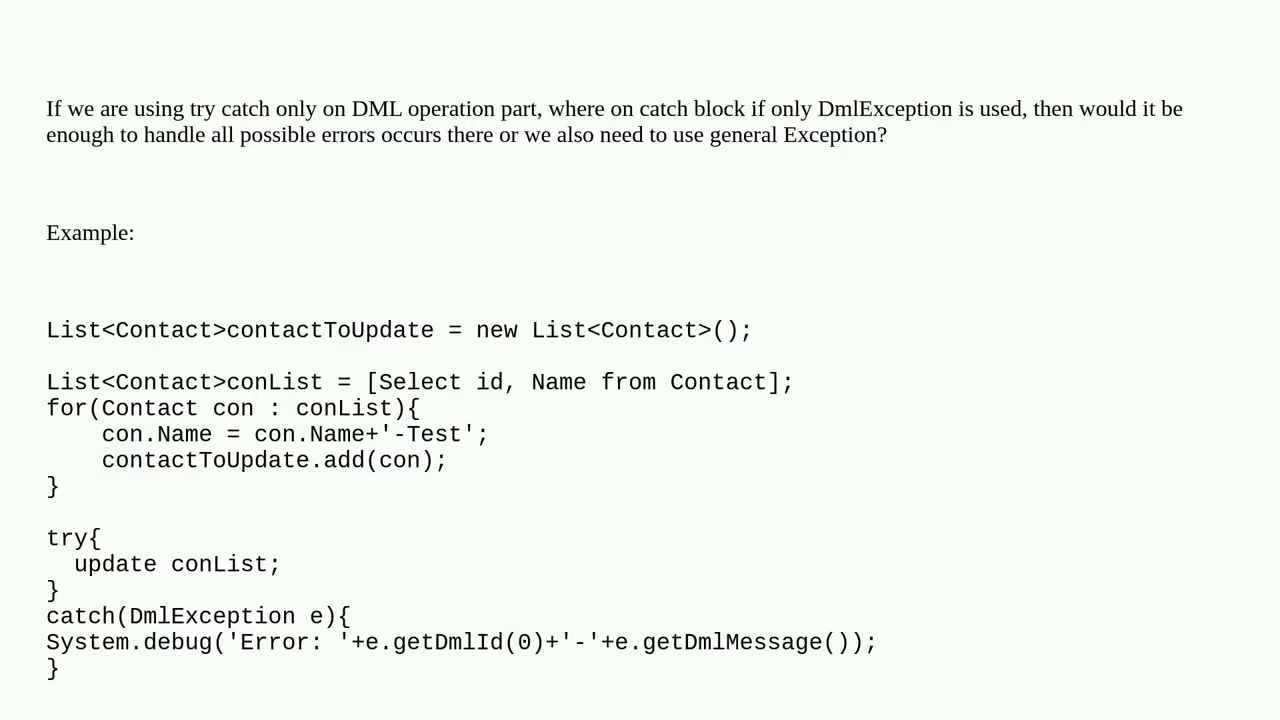 If we are using try catch only on DML operation part, where on catch block if only DmlException is used, then would it be
enough to handle all possible errors occurs there or we also need to use general Exception?
Example:
List<Contact>contactToUpdate = new List<Contact>();
List<Contact>conList = [Select id, Name from Contact];
for(Contact con : conList){
    con.Name = con.Name+'-Test';
    contactToUpdate.add(con);
}
try{
  update conList;
}
catch(DmlException e){
System.debug('Error: '+e.getDmlId(0)+'-'+e.getDmlMessage());
}